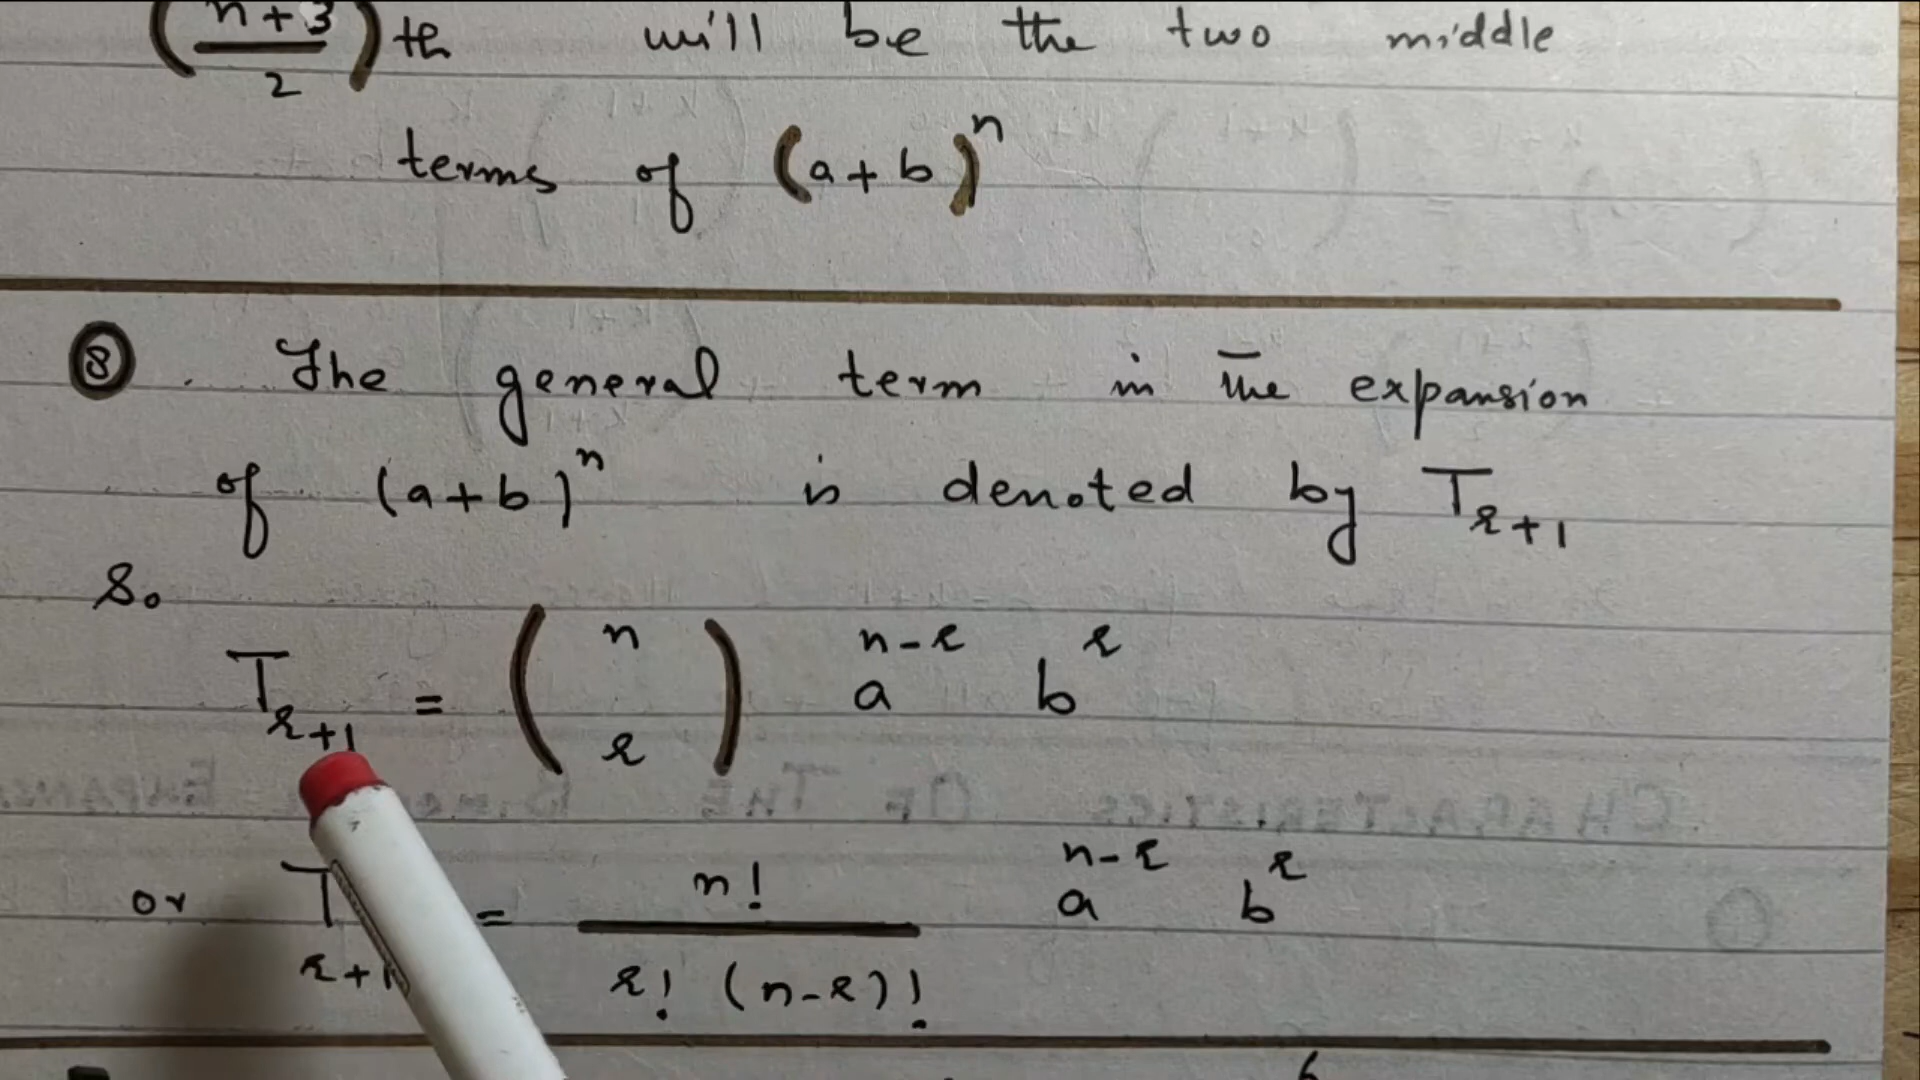 (n+3/2)th will be the two middle
terms of (a+b)^n
8. The general term in the expansion
of (a+b)^n is denoted by T_{r+1}
So
T_{r+1} = (n r) a^{n-r} b^r
or T_{r+1} = n! / r! (n-r)! a^{n-r} b^r
6